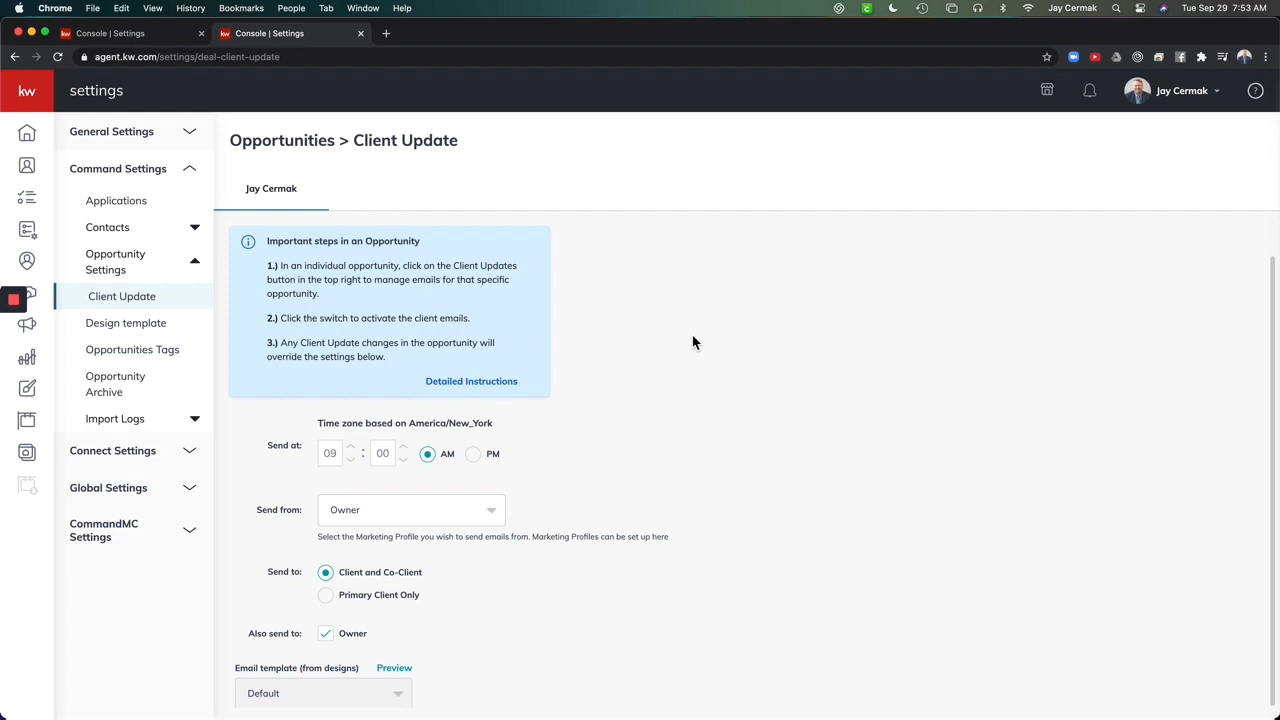 Chrome File Edit View History Bookmarks People Tab Window Help Jay Cermak Tue Sep 29 7:53 AM
Console | Settings
Console | Settings
agent.kw.com/settings/deal-client-update
kw
settings
Jay Cermak
General Settings
Command Settings
Applications
Contacts
Opportunity
Settings
Client Update
Design template
Opportunities Tags
Opportunity
Archive
Import Logs
Connect Settings
Global Settings
CommandMC
Settings
Opportunities > Client Update
Jay Cermak
Important steps in an Opportunity
1.) In an individual opportunity, click on the Client Updates
button in the top right to manage emails for that specific
opportunity.
2.) Click the switch to activate the client emails.
3.) Any Client Update changes in the opportunity will
override the settings below.
Detailed Instructions
Time zone based on America/New_York
Send at: 09 : 00 AM PM
Send from: Owner
Select the Marketing Profile you wish to send emails from. Marketing Profiles can be set up here
Send to: Client and Co-Client
Primary Client Only
Also send to: Owner
Email template (from designs) Preview
Default